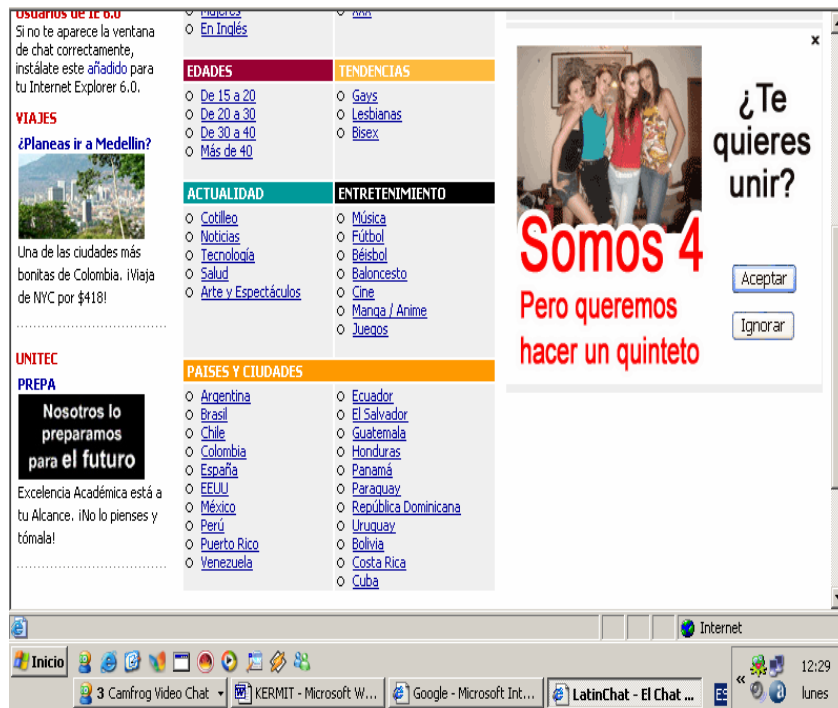 Usuarios de IE 6.0
Si no te aparece la ventana
de chat correctamente,
instálate este añadido para
tu Internet Explorer 6.0.
VIAJES
¿Planeas ir a Medellin?
Una de las ciudades más
bonitas de Colombia. ¡Viaja
de NYC por $418!
UNITEC
PREPA
Nosotros lo
preparamos
para el futuro
Excelencia Académica está a
tu Alcance. ¡No lo pienses y
tómala!
Mujeres
En Inglés
XXX
EDADES
De 15 a 20
De 20 a 30
De 30 a 40
Más de 40
TENDENCIAS
Gays
Lesbianas
Bisex
ACTUALIDAD
Cotilleo
Noticias
Tecnología
Salud
Arte y Espectáculos
ENTRETENIMIENTO
Música
Fútbol
Béisbol
Baloncesto
Cine
Manga / Anime
Juegos
PAISES Y CIUDADES
Argentina
Brasil
Chile
Colombia
España
EEUU
México
Perú
Puerto Rico
Venezuela
Ecuador
El Salvador
Guatemala
Honduras
Panamá
Paraguay
República Dominicana
Uruguay
Bolivia
Costa Rica
Cuba
x
¿Te
quieres
unir?
Somos 4
Pero queremos
hacer un quinteto
Aceptar
Ignorar
Internet
Inicio
12:29
3 Camfrog Video Chat
KERMIT - Microsoft W...
Google - Microsoft Int...
LatinChat - El Chat ...
ES
lunes